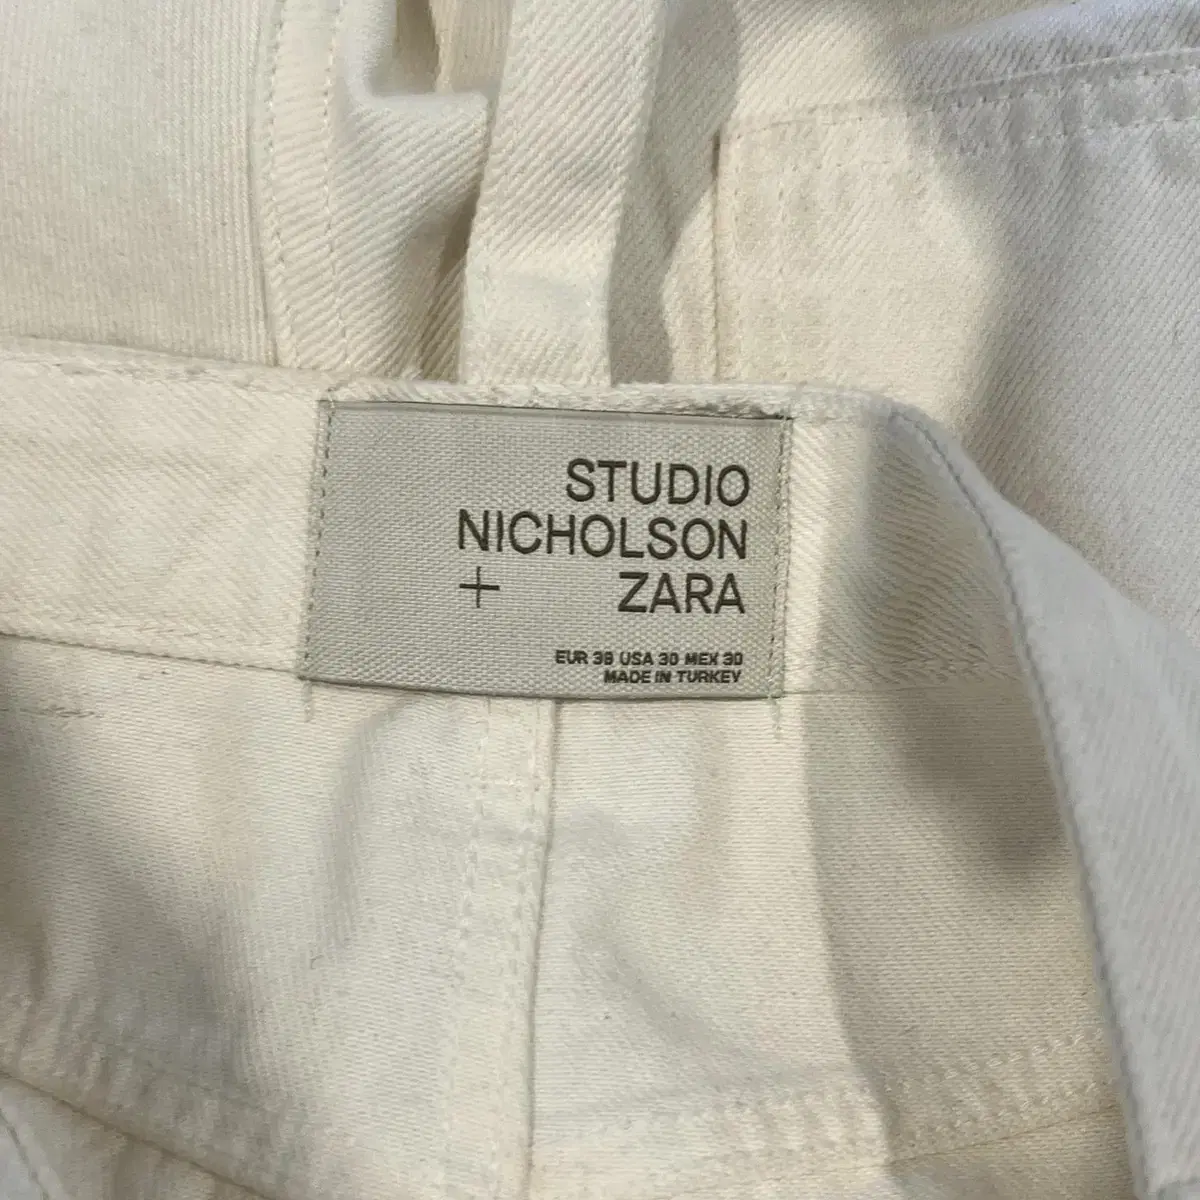 STUDIO
NICHOLSON
+ ZARA
EUR 38 USA 30 MEX 30
MADE IN TURKEY